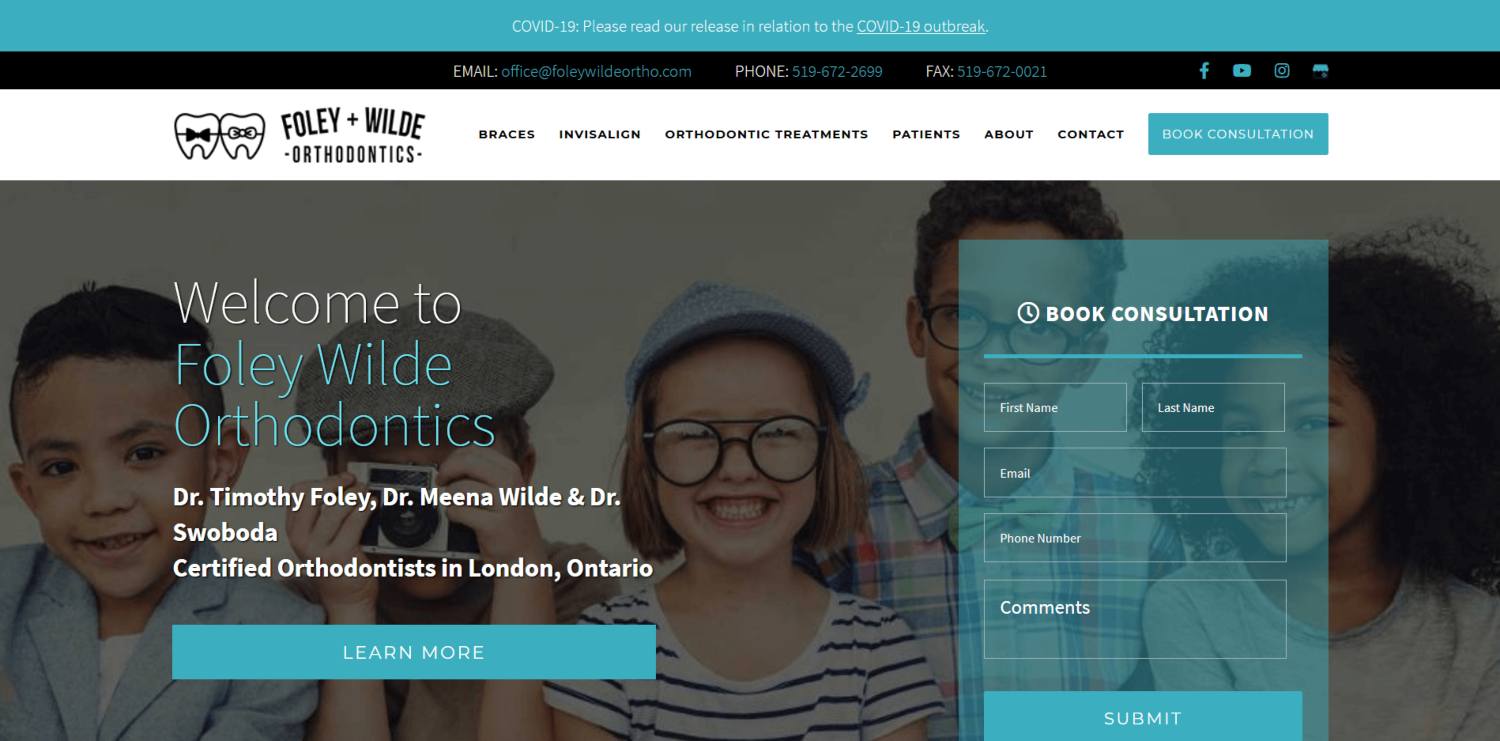 COVID-19: Please read our release in relation to the COVID-19 outbreak.
EMAIL: office@foleywildeortho.com PHONE: 519-672-2699 FAX: 519-672-0021
FOLEY + WILDE
-ORTHODONTICS-
BRACES INVISALIGN ORTHODONTIC TREATMENTS PATIENTS ABOUT CONTACT BOOK CONSULTATION
Welcome to
Foley Wilde
Orthodontics
Dr. Timothy Foley, Dr. Meena Wilde & Dr.
Swoboda
Certified Orthodontists in London, Ontario
LEARN MORE
BOOK CONSULTATION
First Name Last Name
Email
Phone Number
Comments
SUBMIT